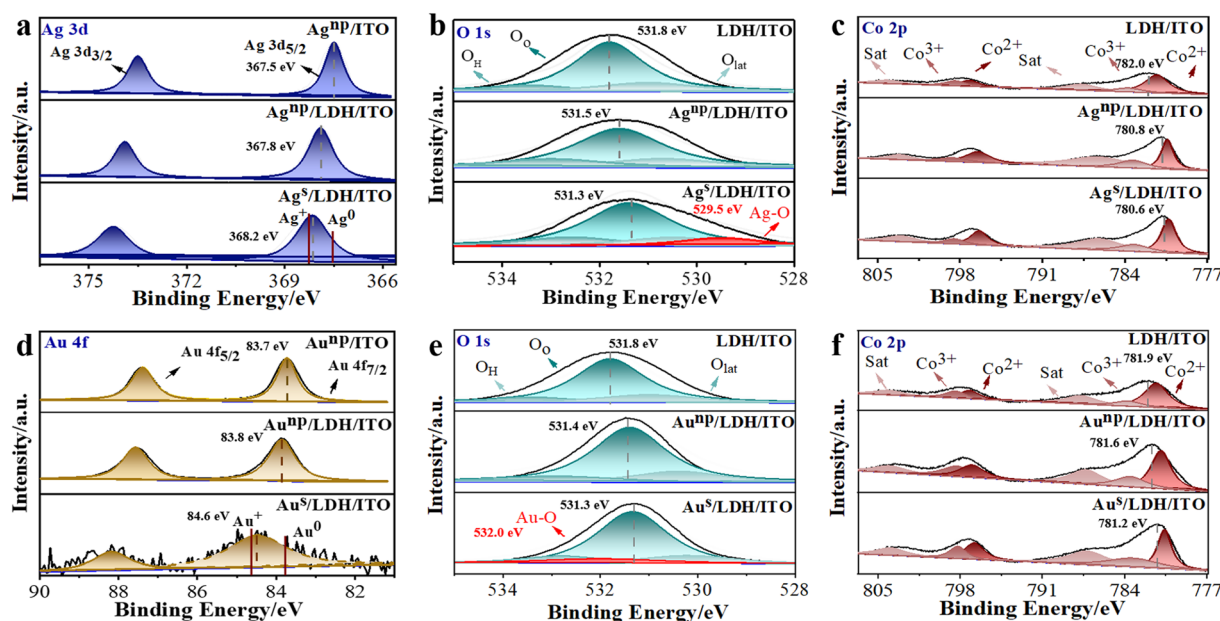 a
Ag 3d
Ag^np/ITO
Ag 3d3/2
Ag 3d5/2
367.5 eV
Ag^np/LDH/ITO
367.8 eV
Ag^s/LDH/ITO
Ag+
Ag0
368.2 eV
375 372 369 366
Binding Energy/eV
Intensity/a.u.
b
O 1s
531.8 eV
LDH/ITO
OH
Oo
Olat
Ag^np/LDH/ITO
531.5 eV
Ag^s/LDH/ITO
531.3 eV
529.5 eV
Ag-O
534 532 530 528
Binding Energy/eV
Intensity/a.u.
c
Co 2p
LDH/ITO
Sat
Co3+
Co2+
Sat
Co3+
782.0 eV
Co2+
Ag^np/LDH/ITO
780.8 eV
Ag^s/LDH/ITO
780.6 eV
805 798 791 784 777
Binding Energy/eV
Intensity/a.u.
d
Au 4f
Au^np/ITO
Au 4f5/2
83.7 eV
Au 4f7/2
Au^np/LDH/ITO
83.8 eV
Au^s/LDH/ITO
84.6 eV
Au+
Au0
90 88 86 84 82
Binding Energy/eV
Intensity/a.u.
e
O 1s
531.8 eV
LDH/ITO
OH
Oo
Olat
Au^np/LDH/ITO
531.4 eV
Au^s/LDH/ITO
531.3 eV
Au-O
532.0 eV
534 532 530 528
Binding Energy/eV
Intensity/a.u.
f
Co 2p
LDH/ITO
781.9 eV
Sat
Co3+
Co2+
Sat
Co3+
Co2+
Au^np/LDH/ITO
781.6 eV
Au^s/LDH/ITO
781.2 eV
805 798 791 784 777
Binding Energy/eV
Intensity/a.u.